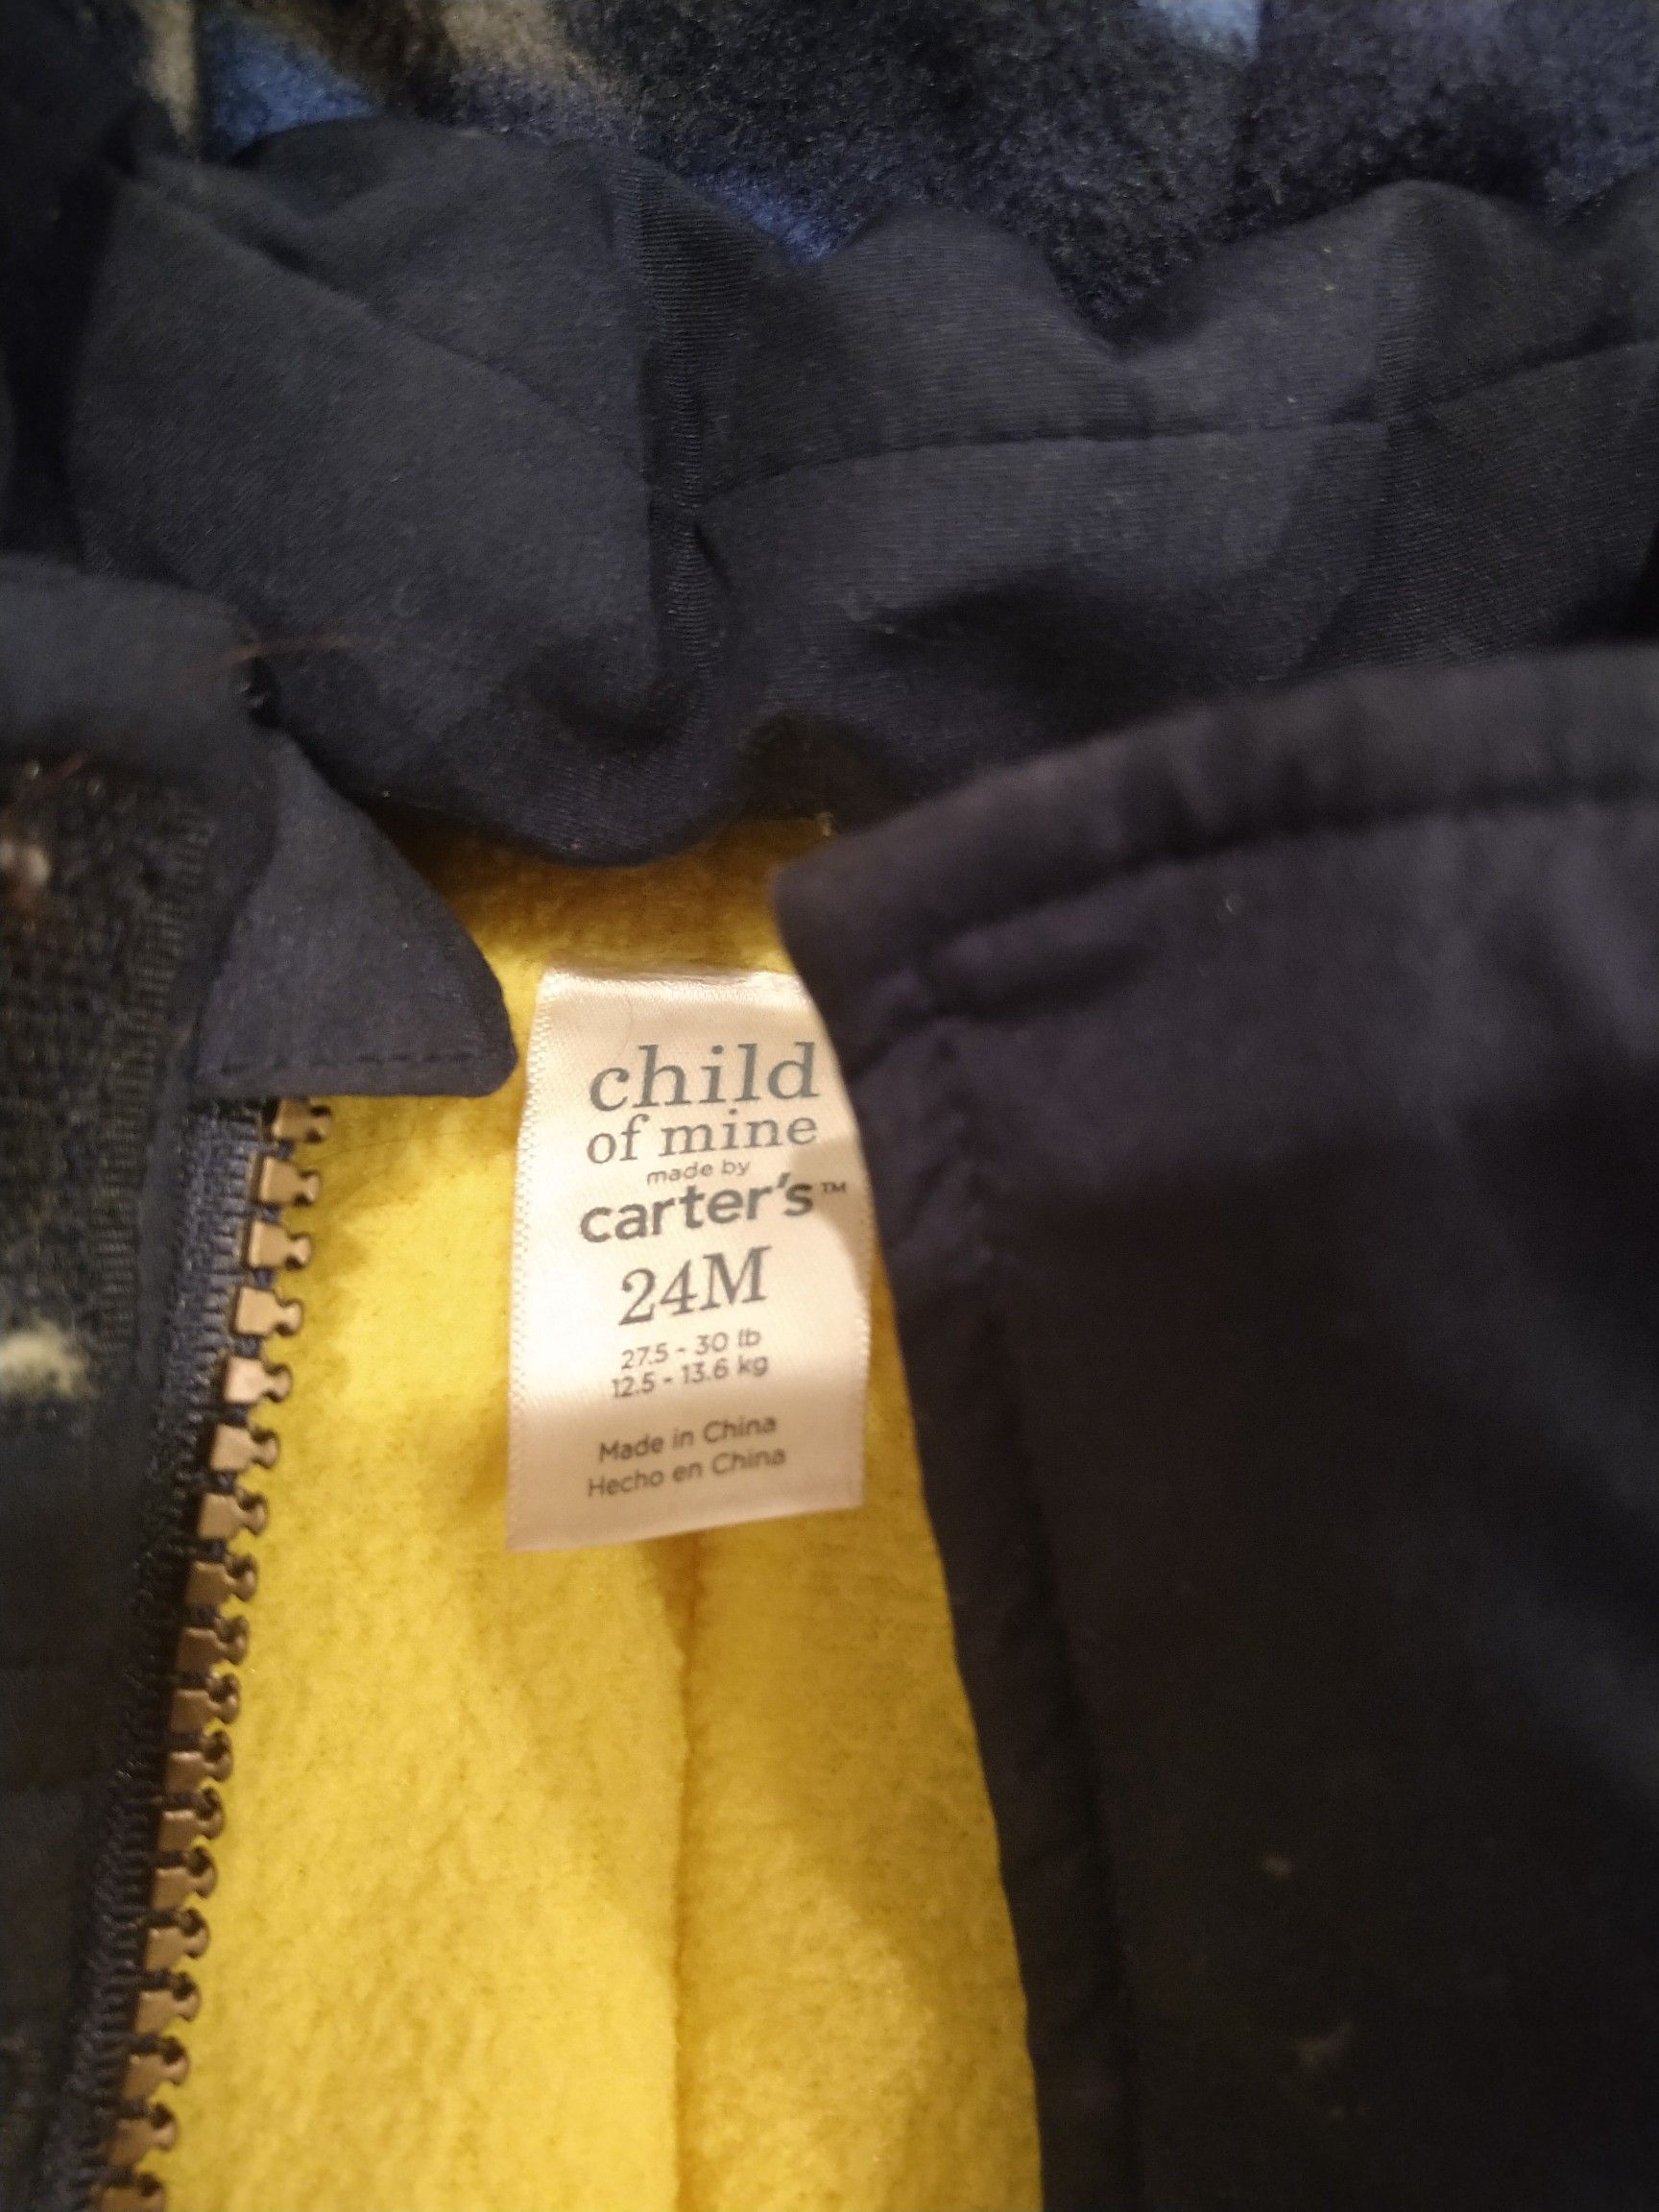 child
of mine
made by
carter's™
24M
27.5 - 30 lb
12.5 - 13.6 kg
Made in China
Hecho en China